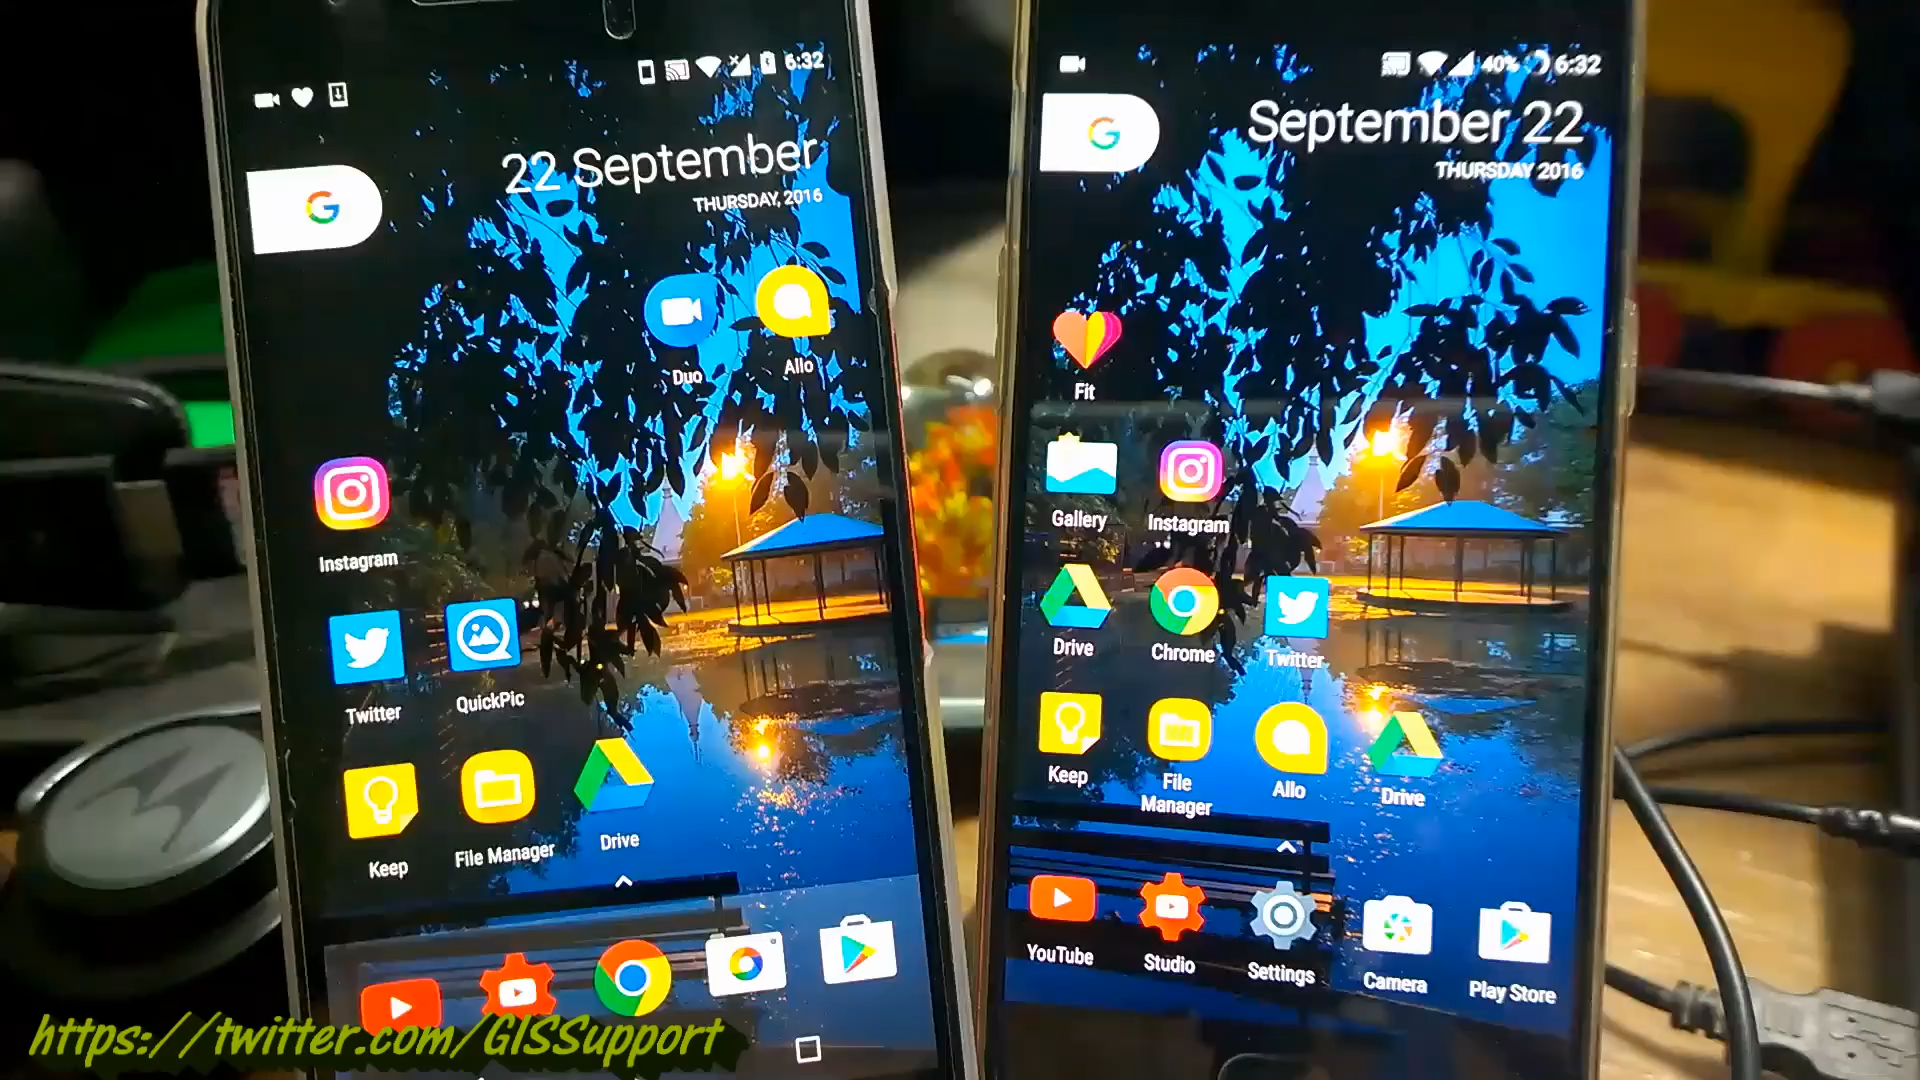 6:32
22 September
THURSDAY, 2016
Duo
Allo
Instagram
Twitter
QuickPic
Keep
File Manager
Drive
40% 6:32
September 22
THURSDAY 2016
Fit
Gallery
Instagram
Drive
Chrome
Twitter
Keep
File
Manager
Allo
Drive
YouTube
Studio
Settings
Camera
Play Store
https://twitter.com/GISSupport